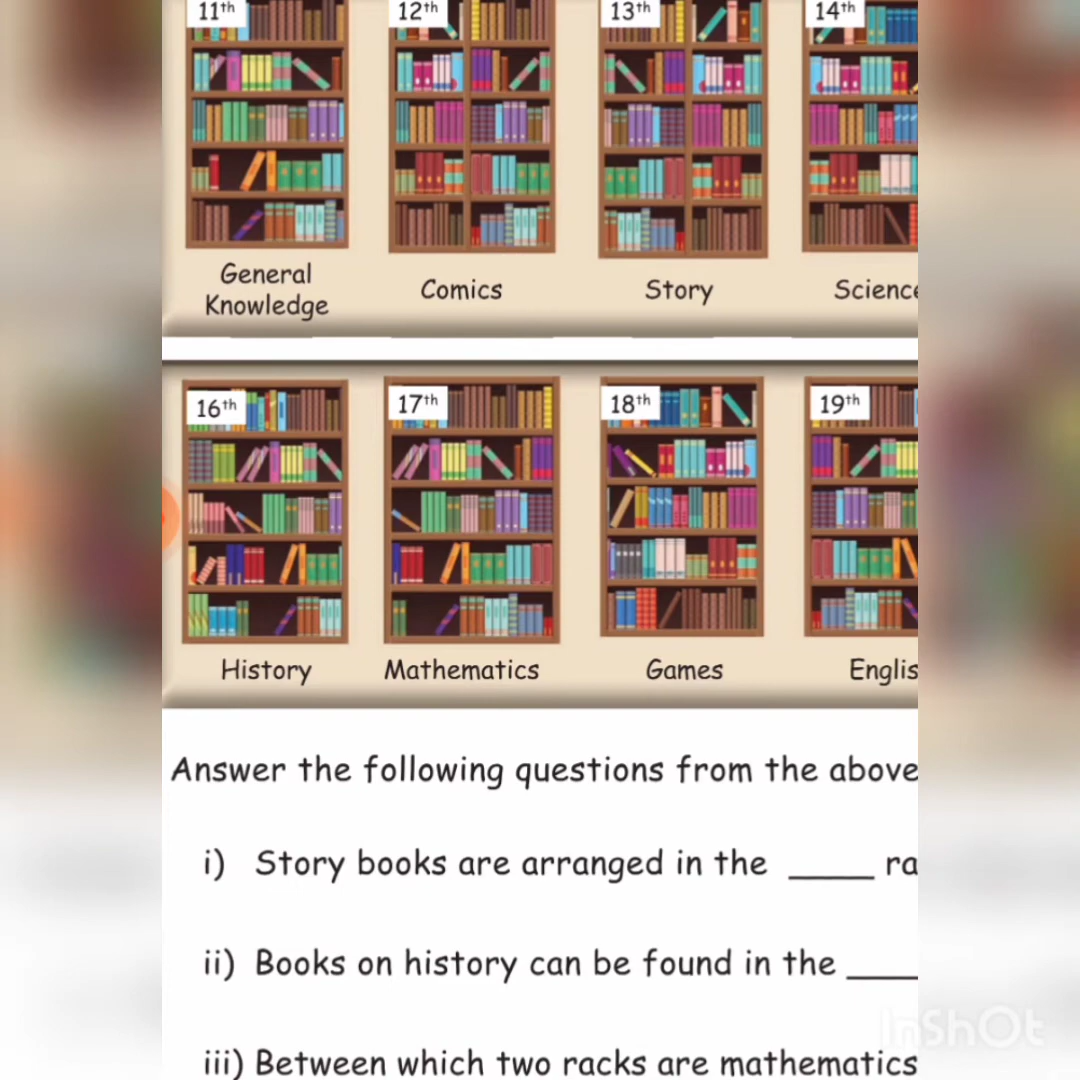 11th 12th 13th 14th
General
Knowledge
Comics
Story
Science
16th 17th 18th 19th
History
Mathematics
Games
Englis
Answer the following questions from the above
i) Story books are arranged in the _____ ra
ii) Books on history can be found in the ____
iii) Between which two racks are mathematics
InShOt